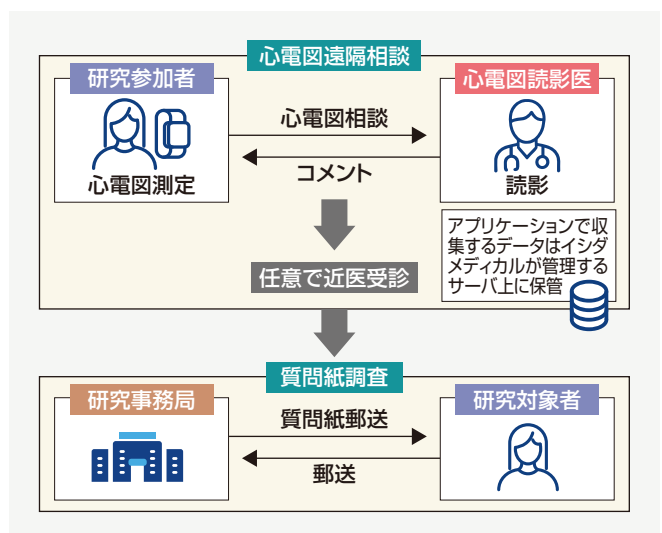 心電図遠隔相談
研究参加者
心電図読影医
心電図相談
コメント
心電図測定
読影
アプリケーションで収
集するデータはイシダ
メディカルが管理する
サーバ上に保管
任意で近医受診
質問紙調査
研究事務局
研究対象者
質問紙郵送
郵送